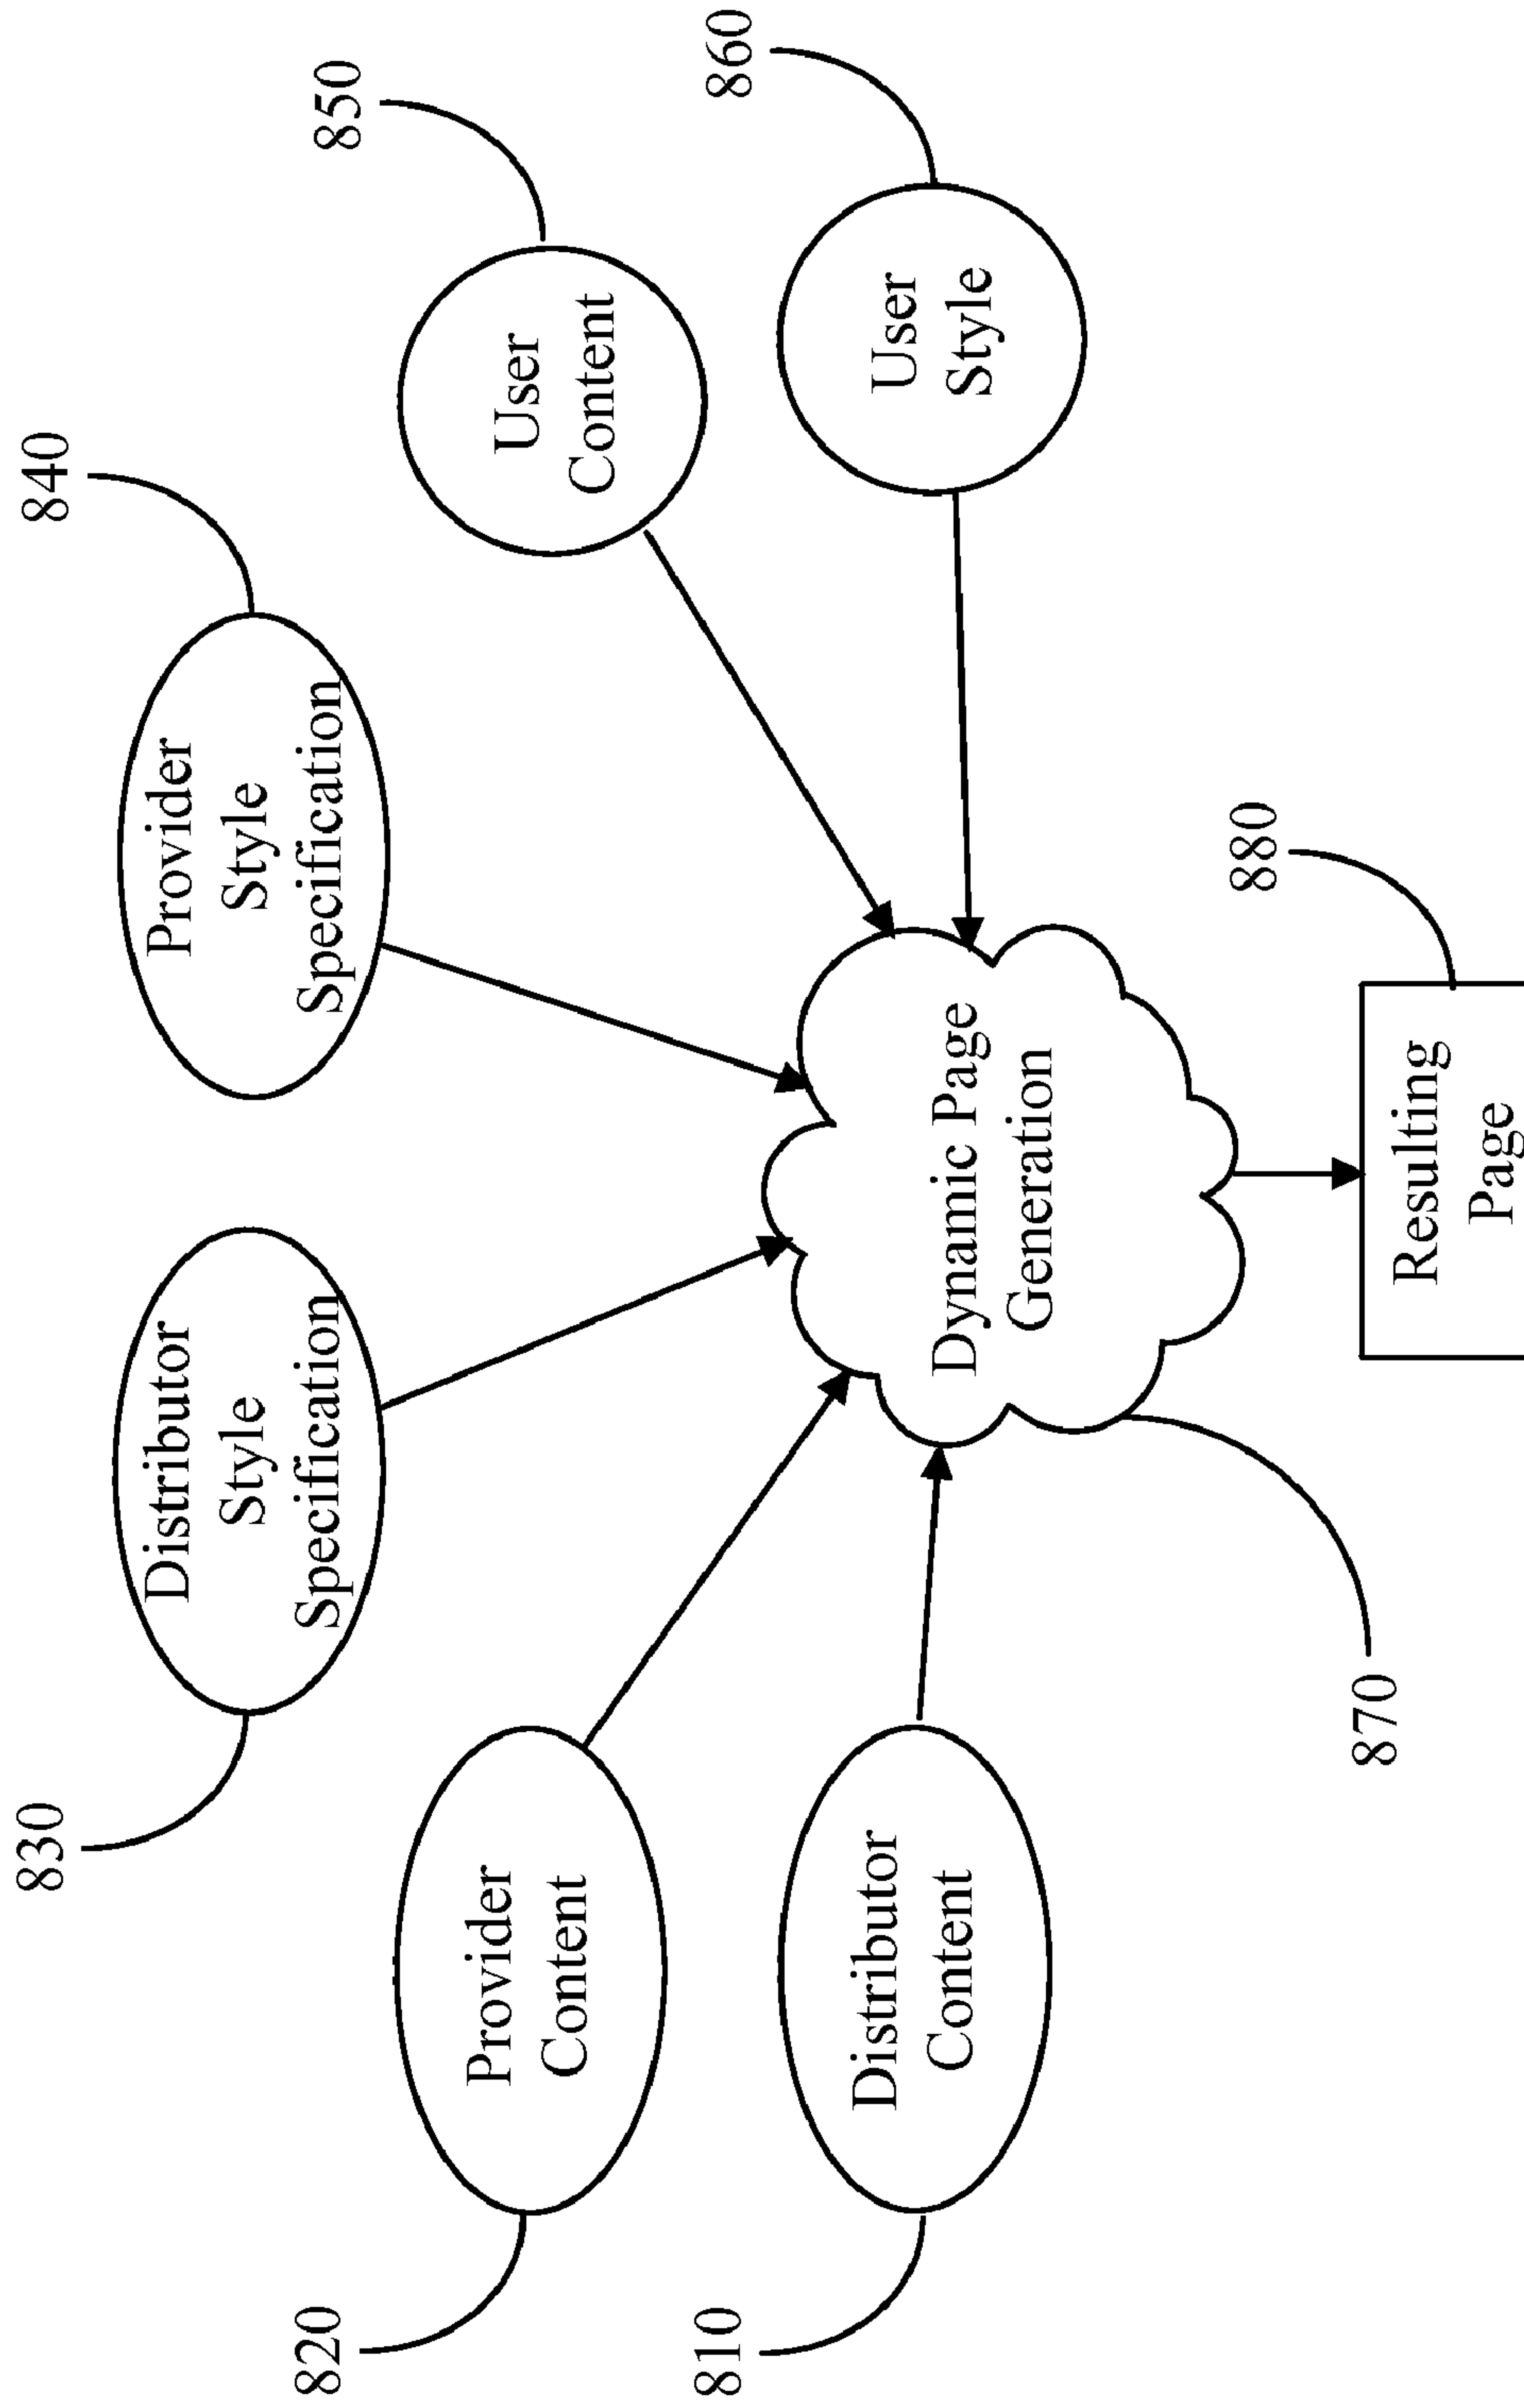 830
840
Distributor
Style
Specification
Provider
Style
Specification
820
850
Provider
Content
User
Content
810
860
Distributor
Content
User
Style
Dynamic Page
Generation
870
880
Resulting
Page